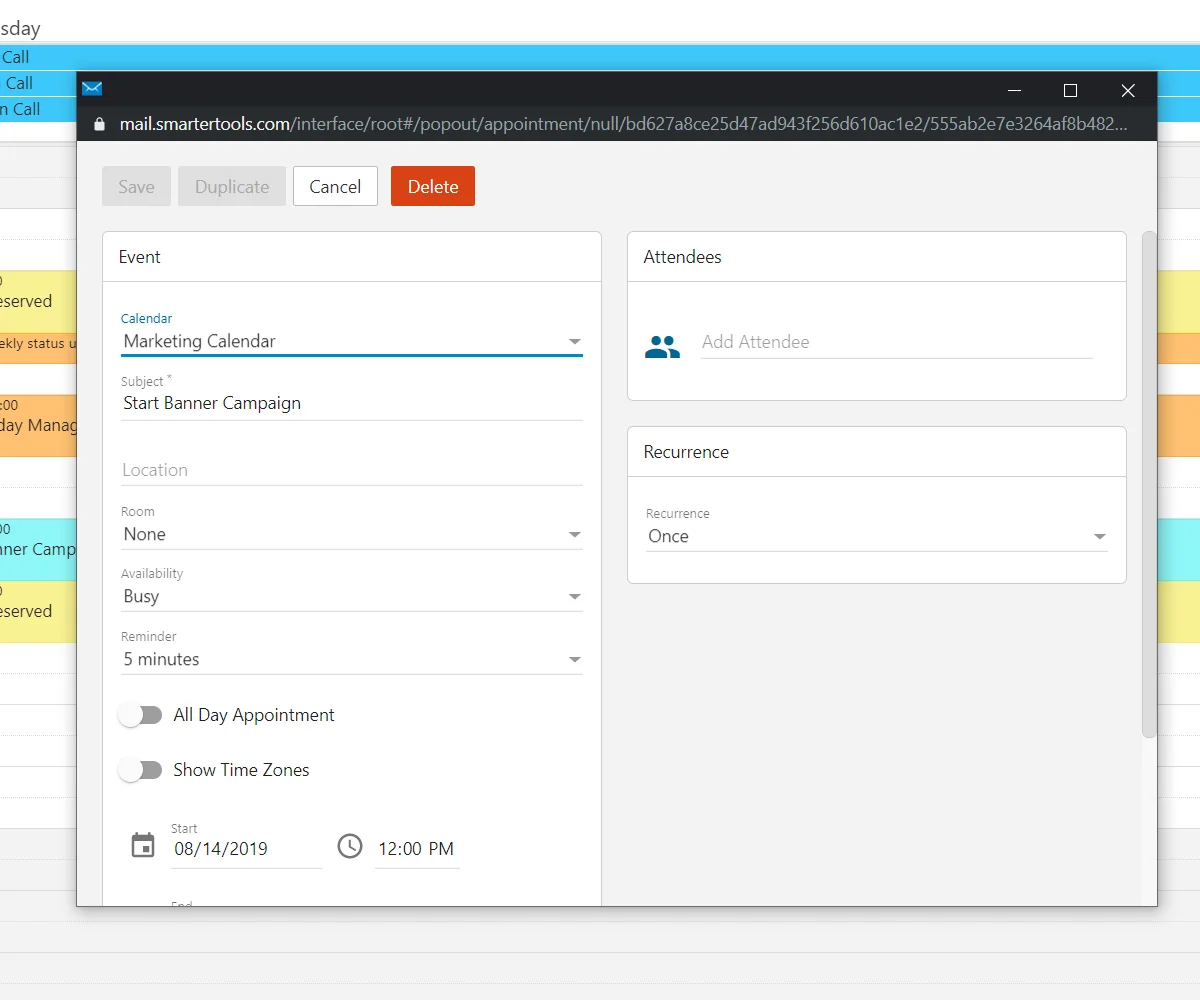 sday
Call
Call
n Call
mail.smartertools.com/interface/root#/popout/appointment/null/bd627a8ce25d47ad943f256d610ac1e2/555ab2e7e3264af8b482...
Save Duplicate Cancel Delete
Event
Calendar
Marketing Calendar
Subject *
Start Banner Campaign
Location
Room
None
Availability
Busy
Reminder
5 minutes
All Day Appointment
Show Time Zones
Start
08/14/2019 12:00 PM
End
Attendees
Add Attendee
Recurrence
Recurrence
Once
0
eserved
ekly status u
:00
day Manag
00
nner Camp
0
eserved